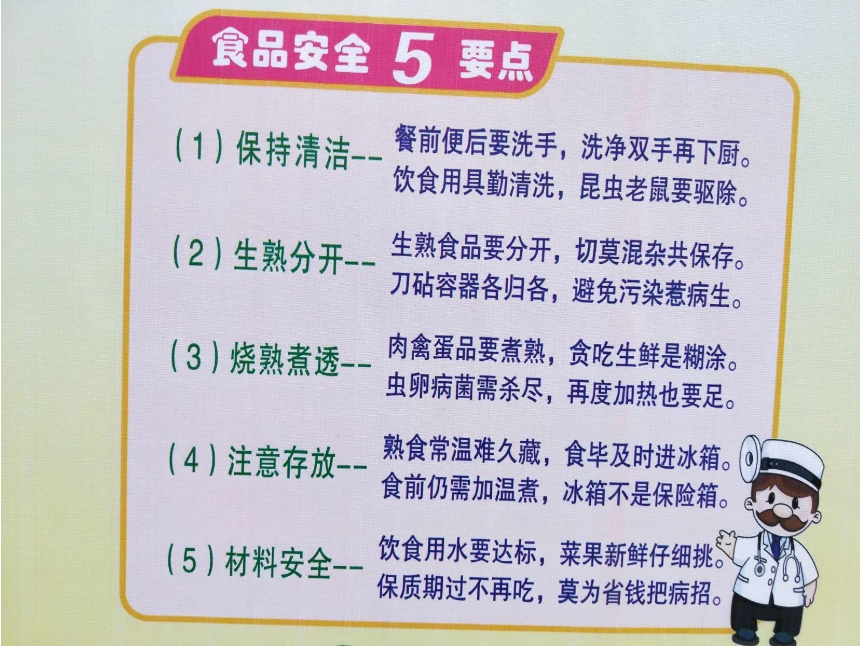 食品安全5要点
(1)保持清洁--
餐前便后要洗手，洗净双手再下厨。
饮食用具勤清洗，昆虫老鼠要驱除。
(2)生熟分开--
生熟食品要分开，切莫混杂共保存。
刀砧容器各归各，避免污染惹病生。
(3)烧熟煮透--
肉禽蛋品要煮熟，贪吃生鲜是糊涂。
虫卵病菌需杀尽，再度加热也要足。
(4)注意存放--
熟食常温难久藏，食毕及时进冰箱。
食前仍需加温煮，冰箱不是保险箱。
(5)材料安全--
饮食用水要达标，菜果新鲜仔细挑。
保质期过不再吃，莫为省钱把病招。